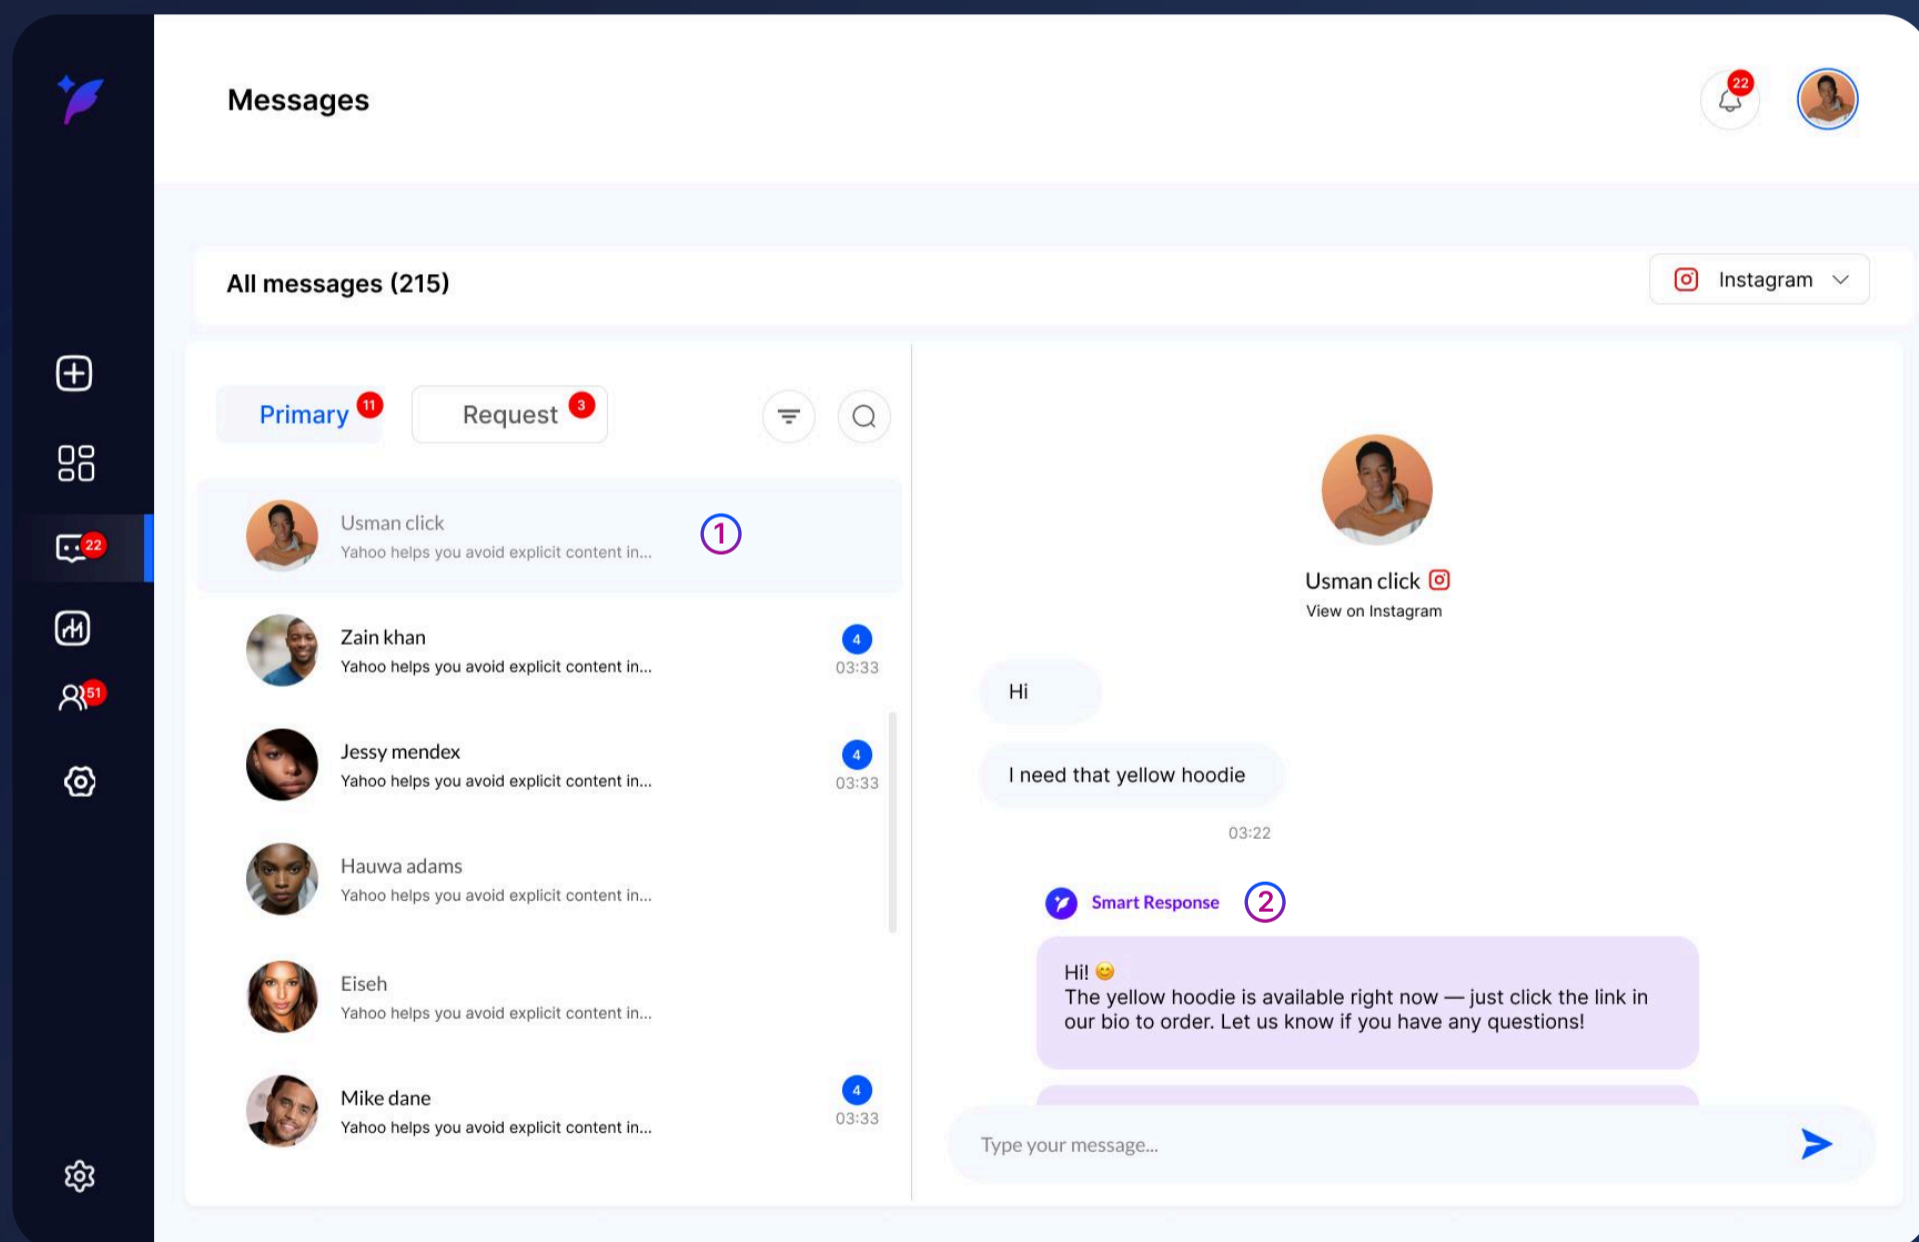 Messages
22
All messages (215)
Instagram
22
51
Primary 11
Request 3
Usman click
Yahoo helps you avoid explicit content in...
1
Zain khan
Yahoo helps you avoid explicit content in...
4
03:33
Jessy mendex
Yahoo helps you avoid explicit content in...
4
03:33
Hauwa adams
Yahoo helps you avoid explicit content in...
Eiseh
Yahoo helps you avoid explicit content in...
Mike dane
Yahoo helps you avoid explicit content in...
4
03:33
Usman click
View on Instagram
Hi
I need that yellow hoodie
03:22
Smart Response
2
Hi! 😊
The yellow hoodie is available right now — just click the link in
our bio to order. Let us know if you have any questions!
Type your message...